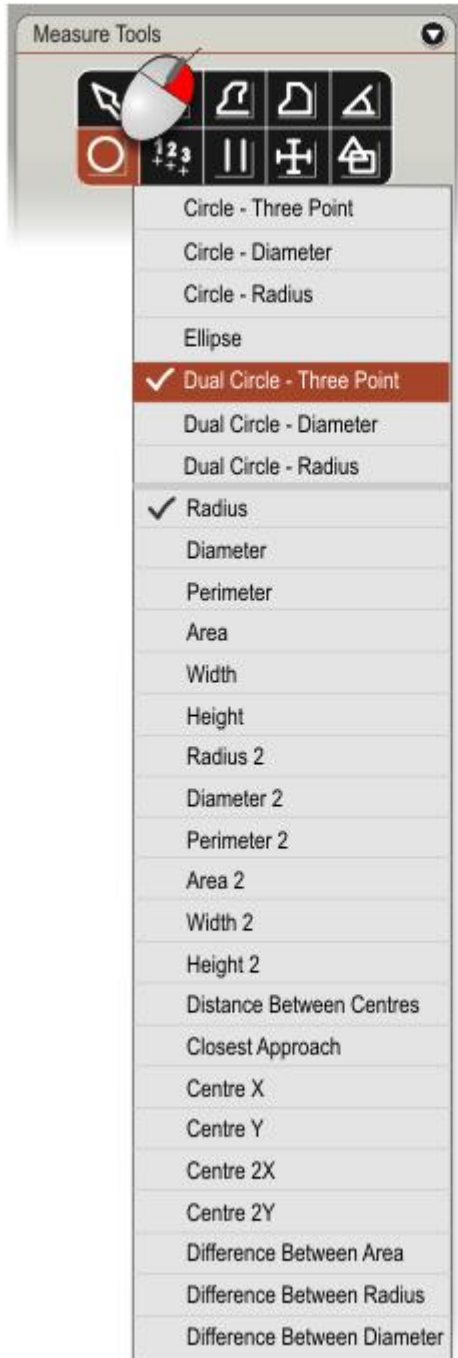 Measure Tools
1 2 3
Circle - Three Point
Circle - Diameter
Circle - Radius
Ellipse
Dual Circle - Three Point
Dual Circle - Diameter
Dual Circle - Radius
Radius
Diameter
Perimeter
Area
Width
Height
Radius 2
Diameter 2
Perimeter 2
Area 2
Width 2
Height 2
Distance Between Centres
Closest Approach
Centre X
Centre Y
Centre 2X
Centre 2Y
Difference Between Area
Difference Between Radius
Difference Between Diameter